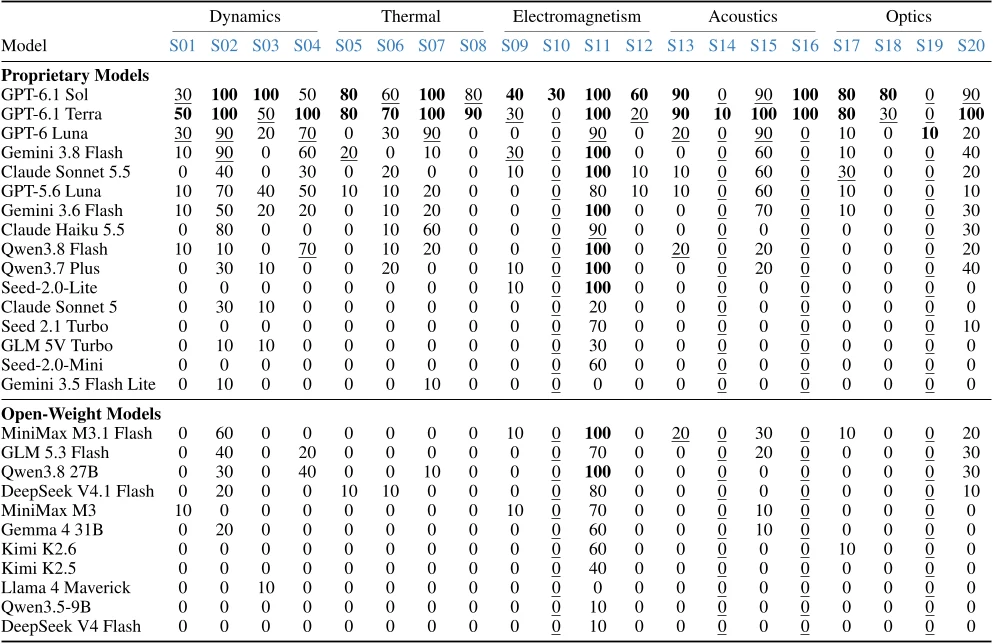 Dynamics Thermal Electromagnetism Acoustics Optics
Model S01 S02 S03 S04 S05 S06 S07 S08 S09 S10 S11 S12 S13 S14 S15 S16 S17 S18 S19 S20
Proprietary Models
GPT-6.1 Sol 30 100 100 50 80 60 100 80 40 30 100 60 90 0 90 100 80 80 0 90
GPT-6.1 Terra 50 100 50 100 80 70 100 90 30 0 100 20 90 10 100 100 80 30 0 100
GPT-6 Luna 30 90 20 70 0 30 90 0 0 0 90 0 20 0 90 0 10 0 10 20
Gemini 3.8 Flash 10 90 0 60 20 0 10 0 30 0 100 0 0 0 60 0 10 0 0 40
Claude Sonnet 5.5 0 40 0 30 0 20 0 0 10 0 100 10 10 0 60 0 30 0 0 20
GPT-5.6 Luna 10 70 40 50 10 10 20 0 0 0 80 10 10 0 60 0 10 0 0 10
Gemini 3.6 Flash 10 50 20 20 0 10 20 0 0 0 100 0 0 0 70 0 10 0 0 30
Claude Haiku 5.5 0 80 0 0 0 10 60 0 0 0 90 0 0 0 0 0 0 0 0 30
Qwen3.8 Flash 10 10 0 70 0 10 20 0 0 0 100 0 20 0 20 0 0 0 0 20
Qwen3.7 Plus 0 30 10 0 0 20 0 0 10 0 100 0 0 0 20 0 0 0 0 40
Seed-2.0-Lite 0 0 0 0 0 0 0 0 10 0 100 0 0 0 0 0 0 0 0 0
Claude Sonnet 5 0 30 10 0 0 0 0 0 0 0 20 0 0 0 0 0 0 0 0 0
Seed 2.1 Turbo 0 0 0 0 0 0 0 0 0 0 70 0 0 0 0 0 0 0 0 10
GLM 5V Turbo 0 10 10 0 0 0 0 0 0 0 30 0 0 0 0 0 0 0 0 0
Seed-2.0-Mini 0 0 0 0 0 0 0 0 0 0 60 0 0 0 0 0 0 0 0 0
Gemini 3.5 Flash Lite 0 10 0 0 0 0 10 0 0 0 0 0 0 0 0 0 0 0 0 0
Open-Weight Models
MiniMax M3.1 Flash 0 60 0 0 0 0 0 0 10 0 100 0 20 0 30 0 10 0 0 20
GLM 5.3 Flash 0 40 0 20 0 0 0 0 0 0 70 0 0 0 20 0 0 0 0 30
Qwen3.8 27B 0 30 0 40 0 0 10 0 0 0 100 0 0 0 0 0 0 0 0 30
DeepSeek V4.1 Flash 0 20 0 0 10 10 0 0 0 0 80 0 0 0 0 0 0 0 0 10
MiniMax M3 10 0 0 0 0 0 0 0 10 0 70 0 0 0 10 0 0 0 0 0
Gemma 4 31B 0 20 0 0 0 0 0 0 0 0 60 0 0 0 10 0 0 0 0 0
Kimi K2.6 0 0 0 0 0 0 0 0 0 0 60 0 0 0 0 0 10 0 0 0
Kimi K2.5 0 0 0 0 0 0 0 0 0 0 40 0 0 0 0 0 0 0 0 0
Llama 4 Maverick 0 0 10 0 0 0 0 0 0 0 0 0 0 0 0 0 0 0 0 0
Qwen3.5-9B 0 0 0 0 0 0 0 0 0 0 10 0 0 0 0 0 0 0 0 0
DeepSeek V4 Flash 0 0 0 0 0 0 0 0 0 0 10 0 0 0 0 0 0 0 0 0